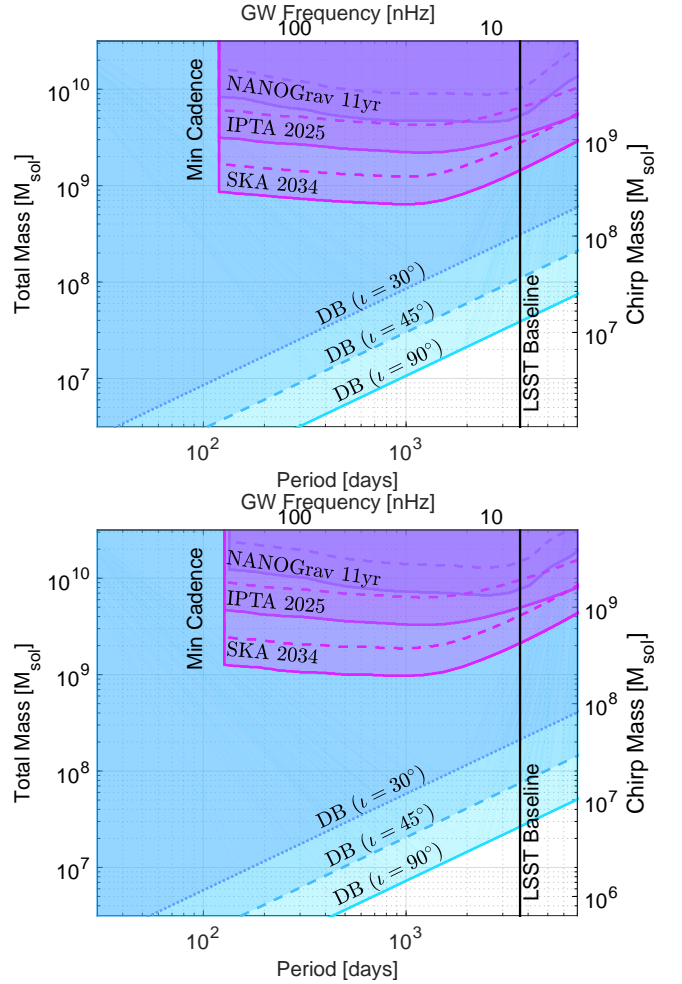 GW Frequency [nHz]
100 10
10^10
10^9
10^8
10^7
Total Mass [M_sol]
Min Cadence
NANOGrav 11yr
IPTA 2025
SKA 2034
DB (ι = 30°)
DB (ι = 45°)
DB (ι = 90°)
LSST Baseline
10^9
10^8
10^7
Chirp Mass [M_sol]
10^2 10^3
Period [days]
GW Frequency [nHz]
100 10
10^10
10^9
10^8
10^7
Total Mass [M_sol]
Min Cadence
NANOGrav 11yr
IPTA 2025
SKA 2034
DB (ι = 30°)
DB (ι = 45°)
DB (ι = 90°)
LSST Baseline
10^9
10^8
10^7
10^6
Chirp Mass [M_sol]
10^2 10^3
Period [days]